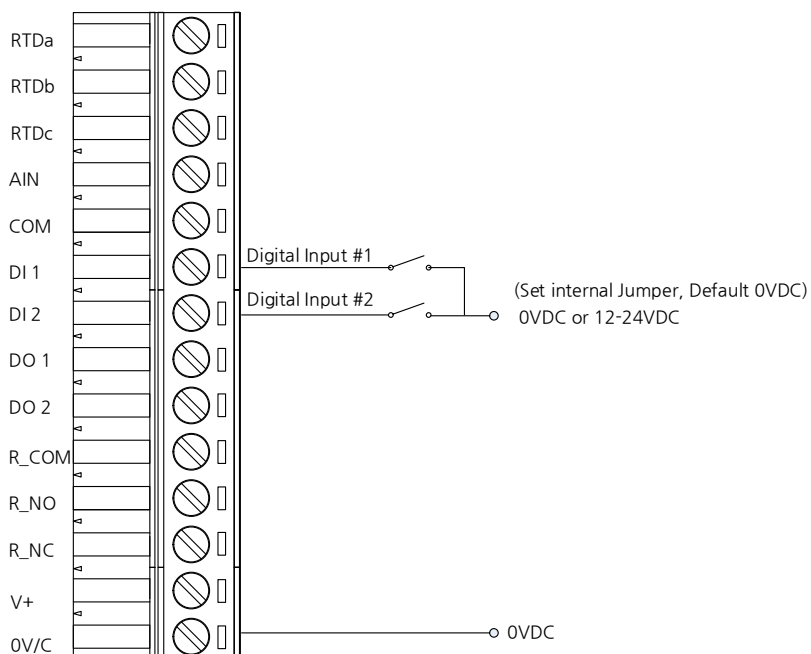 RTDa
RTDb
RTDc
AIN
COM
DI 1
DI 2
DO 1
DO 2
R_COM
R_NO
R_NC
V+
0V/C
Digital Input #1
Digital Input #2
(Set internal Jumper, Default 0VDC)
0VDC or 12-24VDC
0VDC